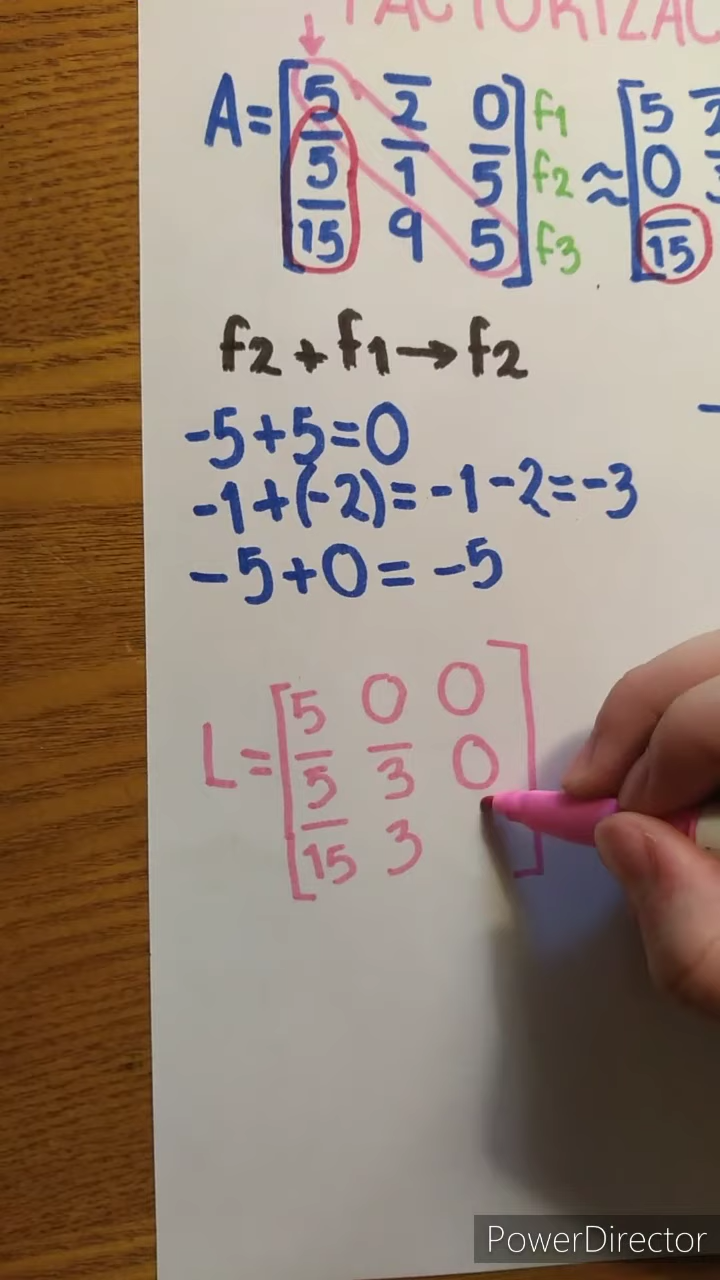 FACTORIZAC
A = [5 -2 0] f1 ≈ [5 -2
-5 -1 -5 f2 0
-15 9 5 f3 -15
f2 + f1 → f2
-5+5=0
-1+(-2)=-1-2=-3
-5+0=-5
L = [5 0 0]
-5 -3 0
-15 3
PowerDirector